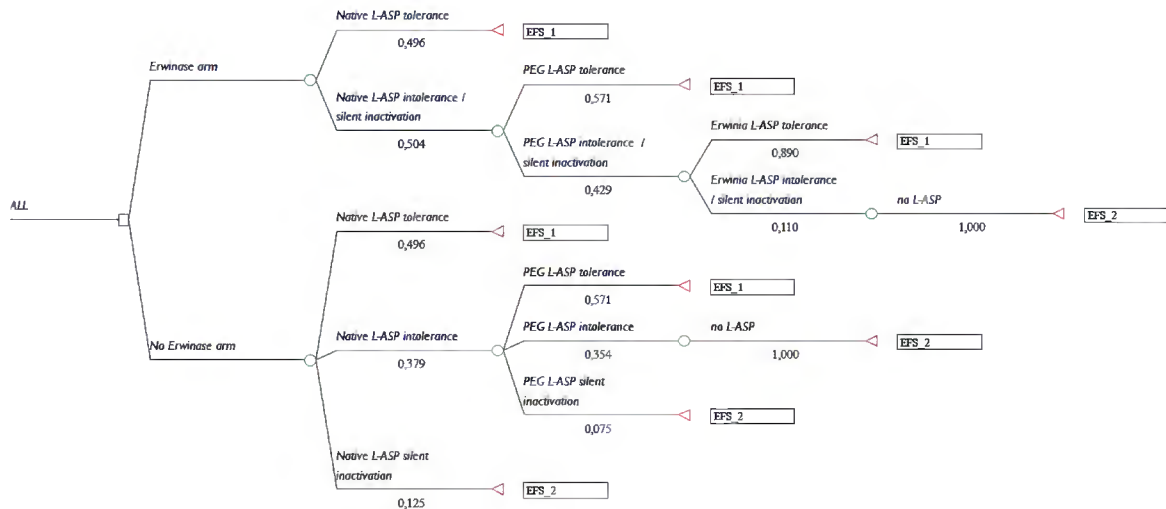 Native L-ASP tolerance
0,496
EFS_1
Erwinase arm
PEG L-ASP tolerance
0,571
EFS_1
Native L-ASP intolerance /
silent inactivation
0,504
Erwinia L-ASP tolerance
0,890
EFS_1
PEG L-ASP intolerance /
silent inactivation
0,429
Erwinia L-ASP intolerance
/ silent inactivation
0,110
no L-ASP
1,000
EFS_2
ALL
Native L-ASP tolerance
0,496
EFS_1
PEG L-ASP tolerance
0,571
EFS_1
No Erwinase arm
Native L-ASP intolerance
0,379
PEG L-ASP intolerance
0,354
no L-ASP
1,000
EFS_2
PEG L-ASP silent
inactivation
0,075
EFS_2
Native L-ASP silent
inactivation
0,125
EFS_2